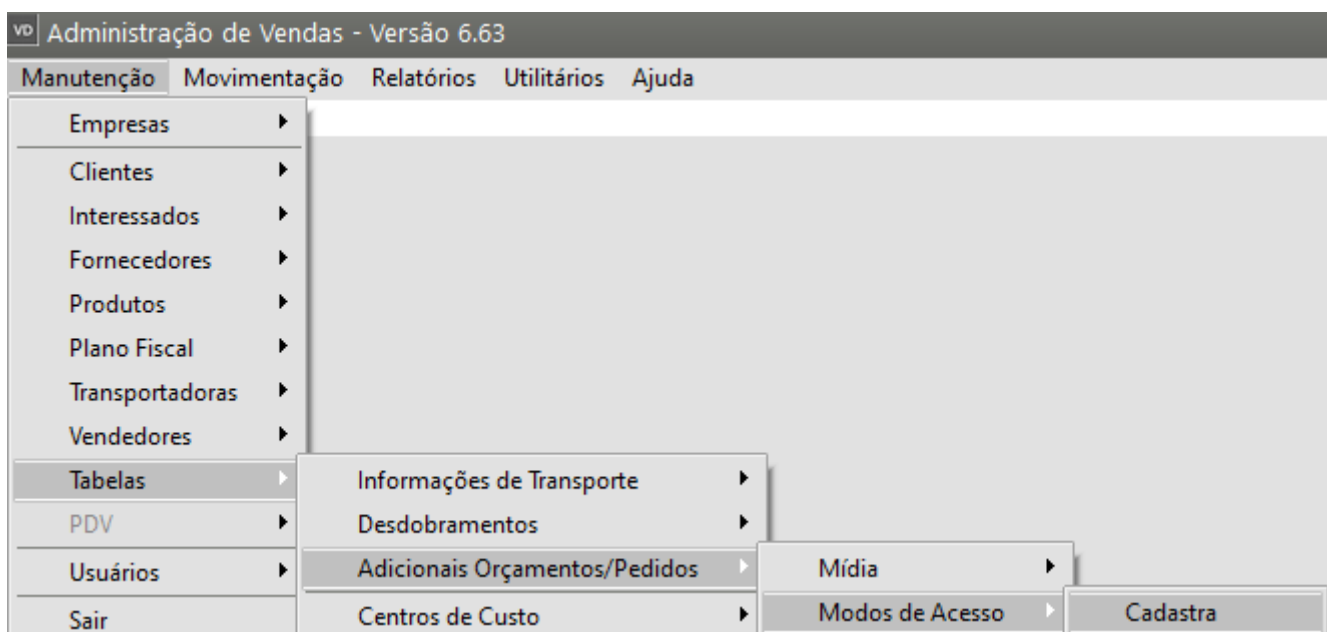 VD Administração de Vendas - Versão 6.63
Manutenção Movimentação Relatórios Utilitários Ajuda
Empresas
Clientes
Interessados
Fornecedores
Produtos
Plano Fiscal
Transportadoras
Vendedores
Tabelas
PDV
Usuários
Sair
Informações de Transporte
Desdobramentos
Adicionais Orçamentos/Pedidos
Centros de Custo
Mídia
Modos de Acesso
Cadastra